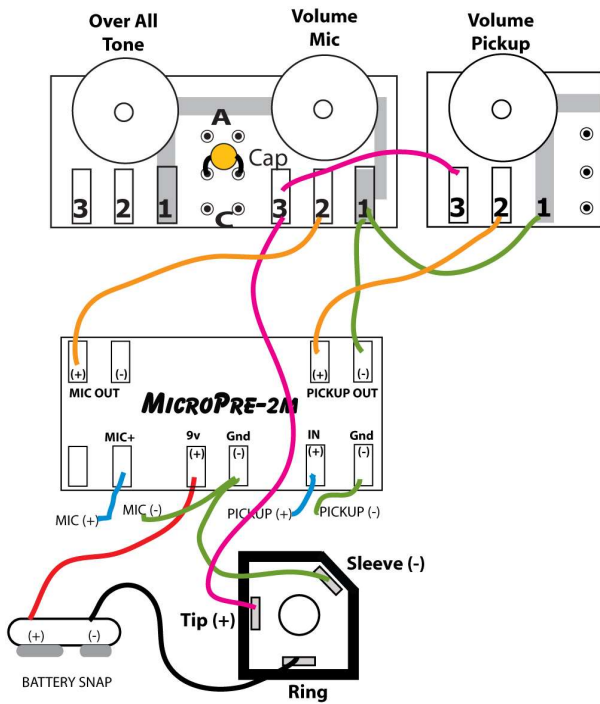 Over All
Tone
Volume
Mic
Volume
Pickup
A
Cap
C
3 2 1
3 2 1
3 2 1
(+) (-)
MIC OUT
(+) (-)
PICKUP OUT
MICROPRE-2M
MIC+
9v
(+)
Gnd
(-)
IN
(+)
Gnd
(-)
MIC (+)
MIC (-)
PICKUP (+)
PICKUP (-)
Sleeve (-)
Tip (+)
Ring
(+) (-)
BATTERY SNAP